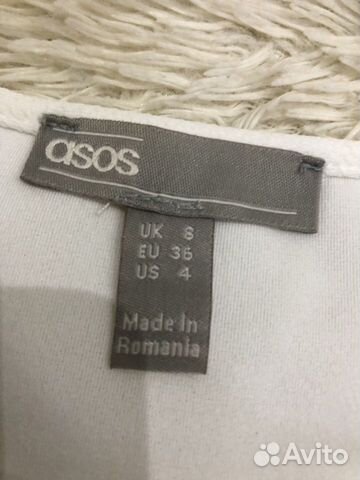 asos
UK 8
EU 36
US 4
Made in
Romania
Avito